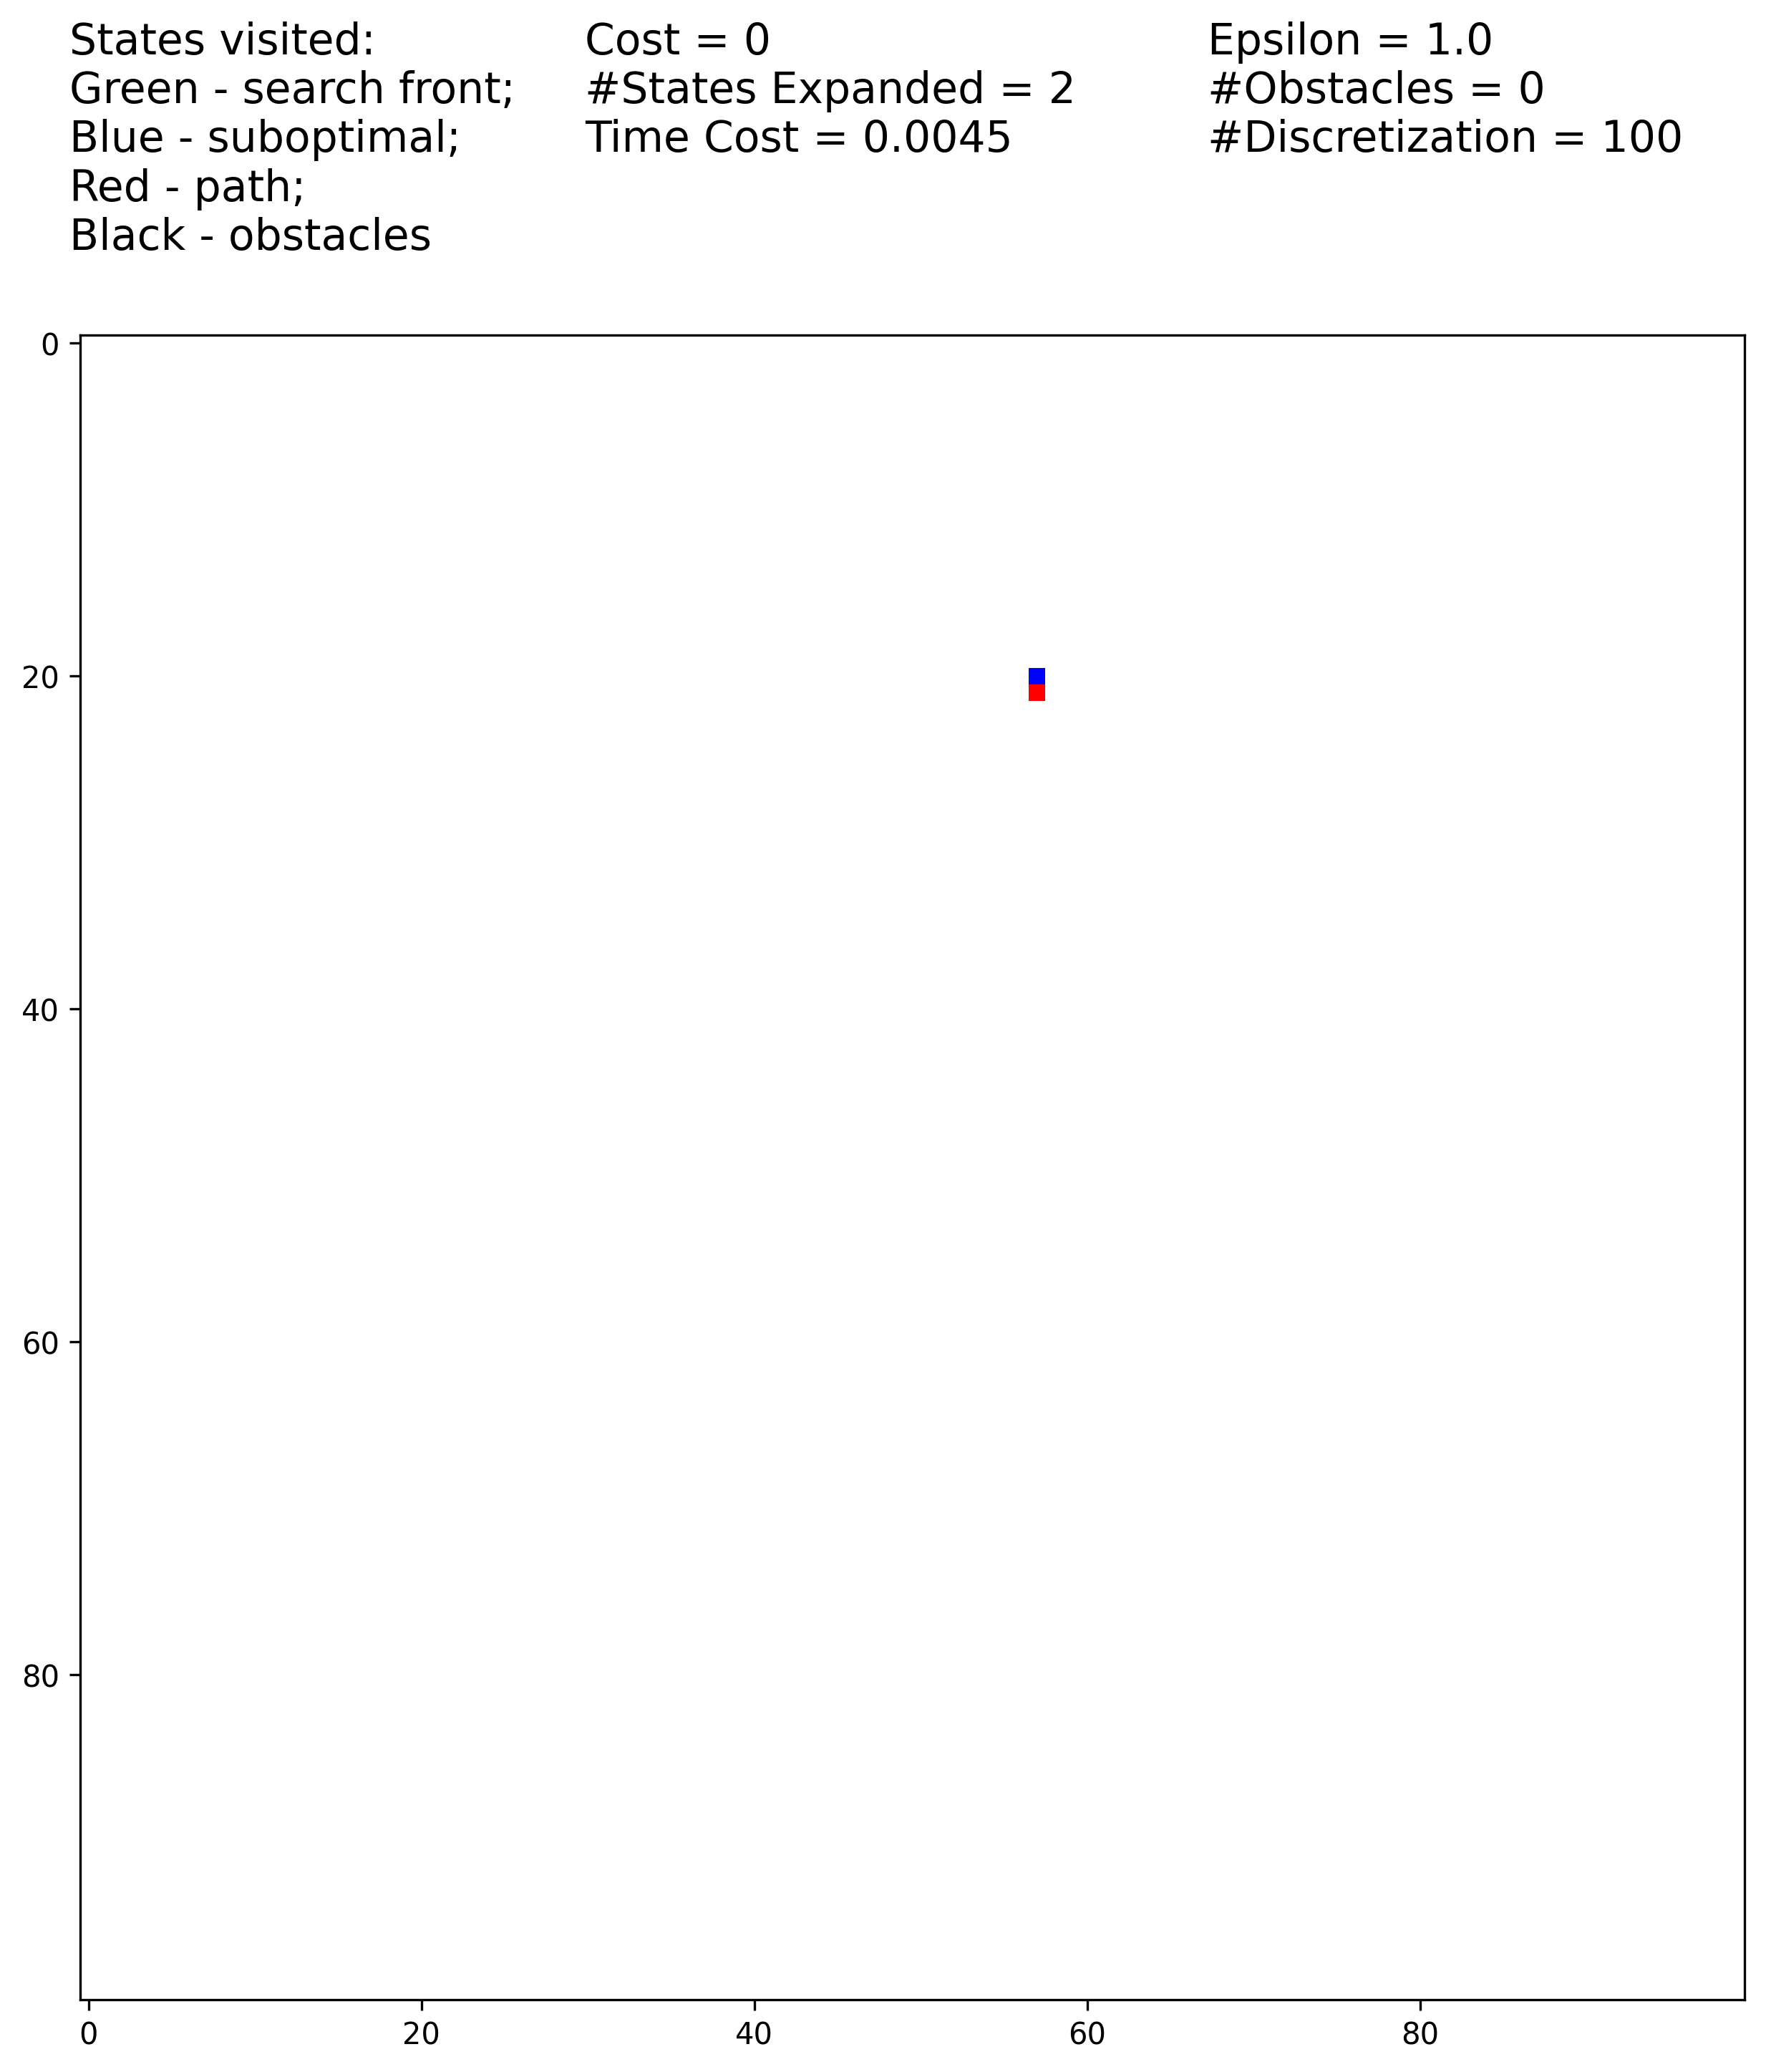 States visited:
Green - search front;
Blue - suboptimal;
Red - path;
Black - obstacles
Cost = 0
#States Expanded = 2
Time Cost = 0.0045
Epsilon = 1.0
#Obstacles = 0
#Discretization = 100
0
20
40
60
80
0
20
40
60
80